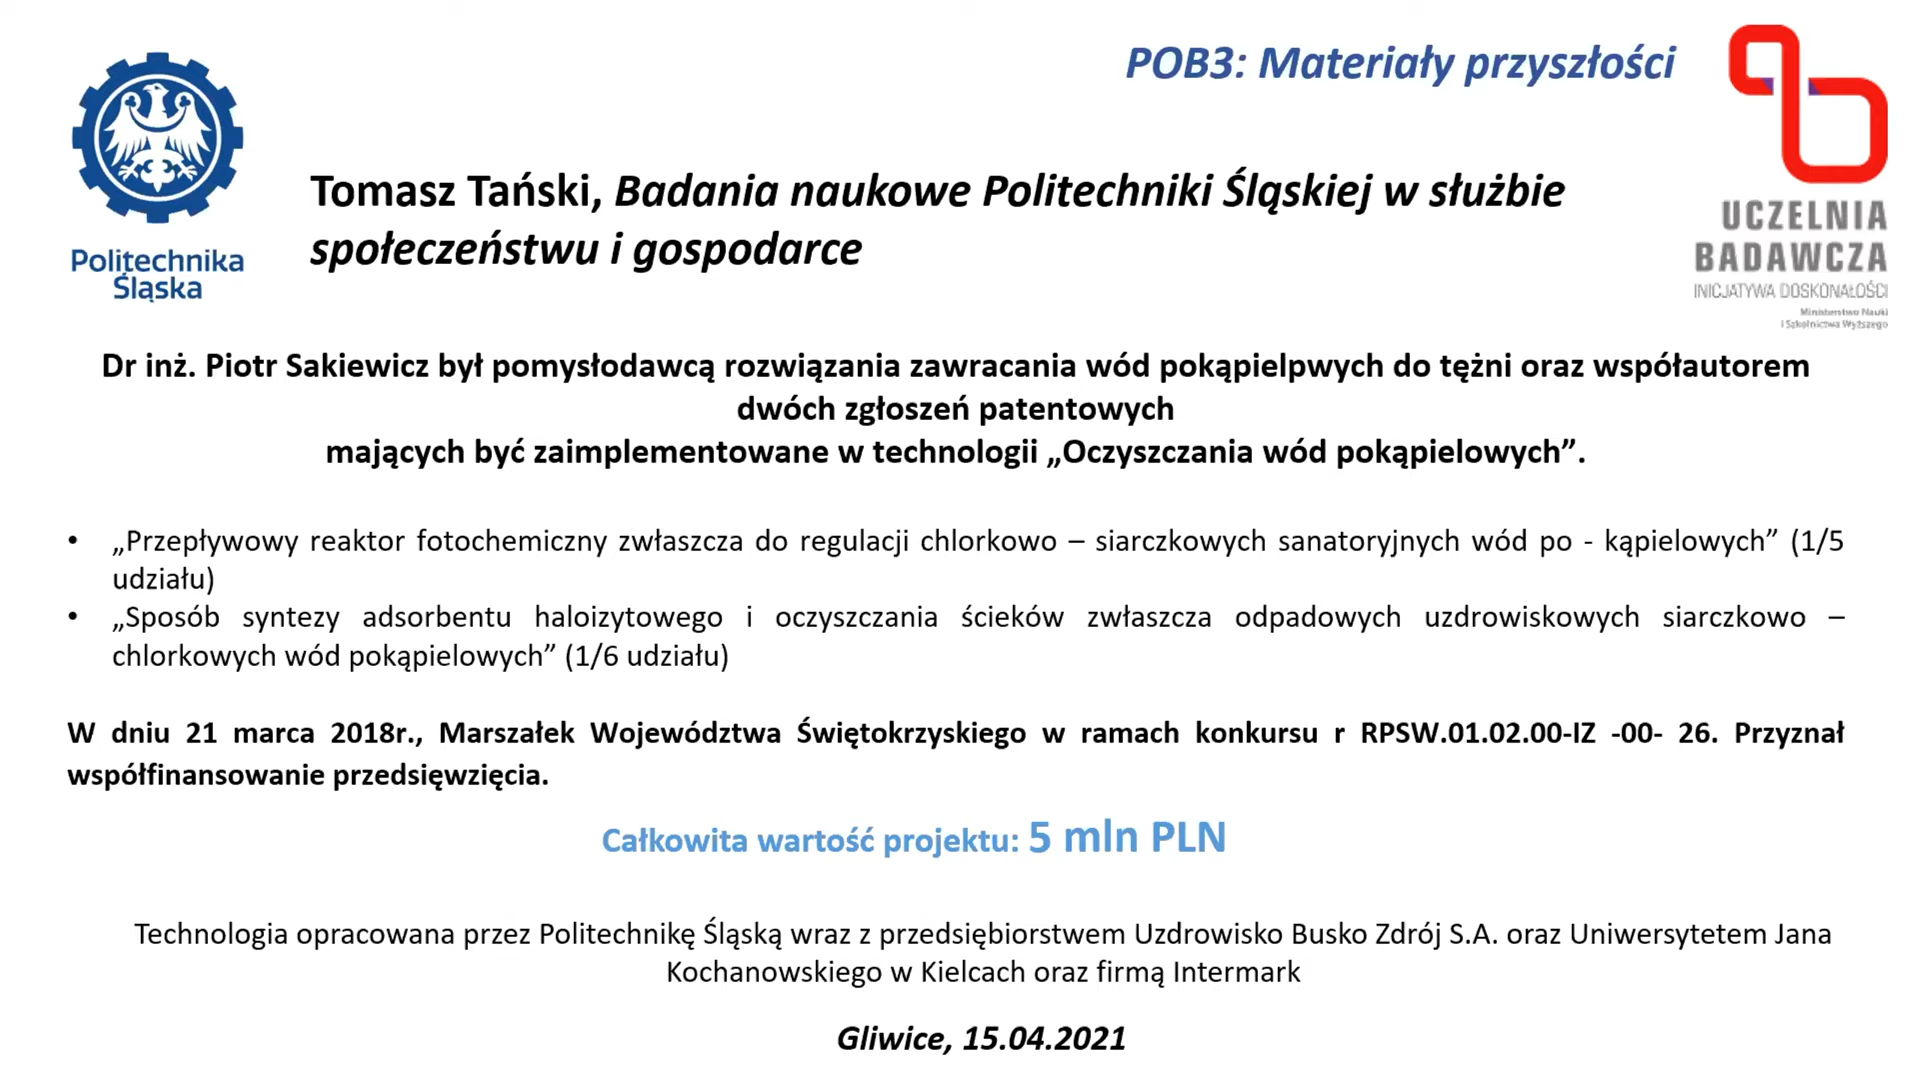 POB3: Materiały przyszłości
Politechnika
Śląska
Tomasz Tański, Badania naukowe Politechniki Śląskiej w służbie
społeczeństwu i gospodarce
UCZELNIA
BADAWCZA
INICJATYWA DOSKONAŁOŚCI
Ministerstwo Nauki
i Szkolnictwa Wyższego
Dr inż. Piotr Sakiewicz był pomysłodawcą rozwiązania zawracania wód pokąpielpwych do tężni oraz współautorem
dwóch zgłoszeń patentowych
mających być zaimplementowane w technologii „Oczyszczania wód pokąpielowych”.
• „Przepływowy reaktor fotochemiczny zwłaszcza do regulacji chlorkowo – siarczkowych sanatoryjnych wód po - kąpielowych” (1/5
udziału)
• „Sposób syntezy adsorbentu haloizytowego i oczyszczania ścieków zwłaszcza odpadowych uzdrowiskowych siarczkowo –
chlorkowych wód pokąpielowych” (1/6 udziału)
W dniu 21 marca 2018r., Marszałek Województwa Świętokrzyskiego w ramach konkursu r RPSW.01.02.00-IZ -00- 26. Przyznał
współfinansowanie przedsięwzięcia.
Całkowita wartość projektu: 5 mln PLN
Technologia opracowana przez Politechnikę Śląską wraz z przedsiębiorstwem Uzdrowisko Busko Zdrój S.A. oraz Uniwersytetem Jana
Kochanowskiego w Kielcach oraz firmą Intermark
Gliwice, 15.04.2021